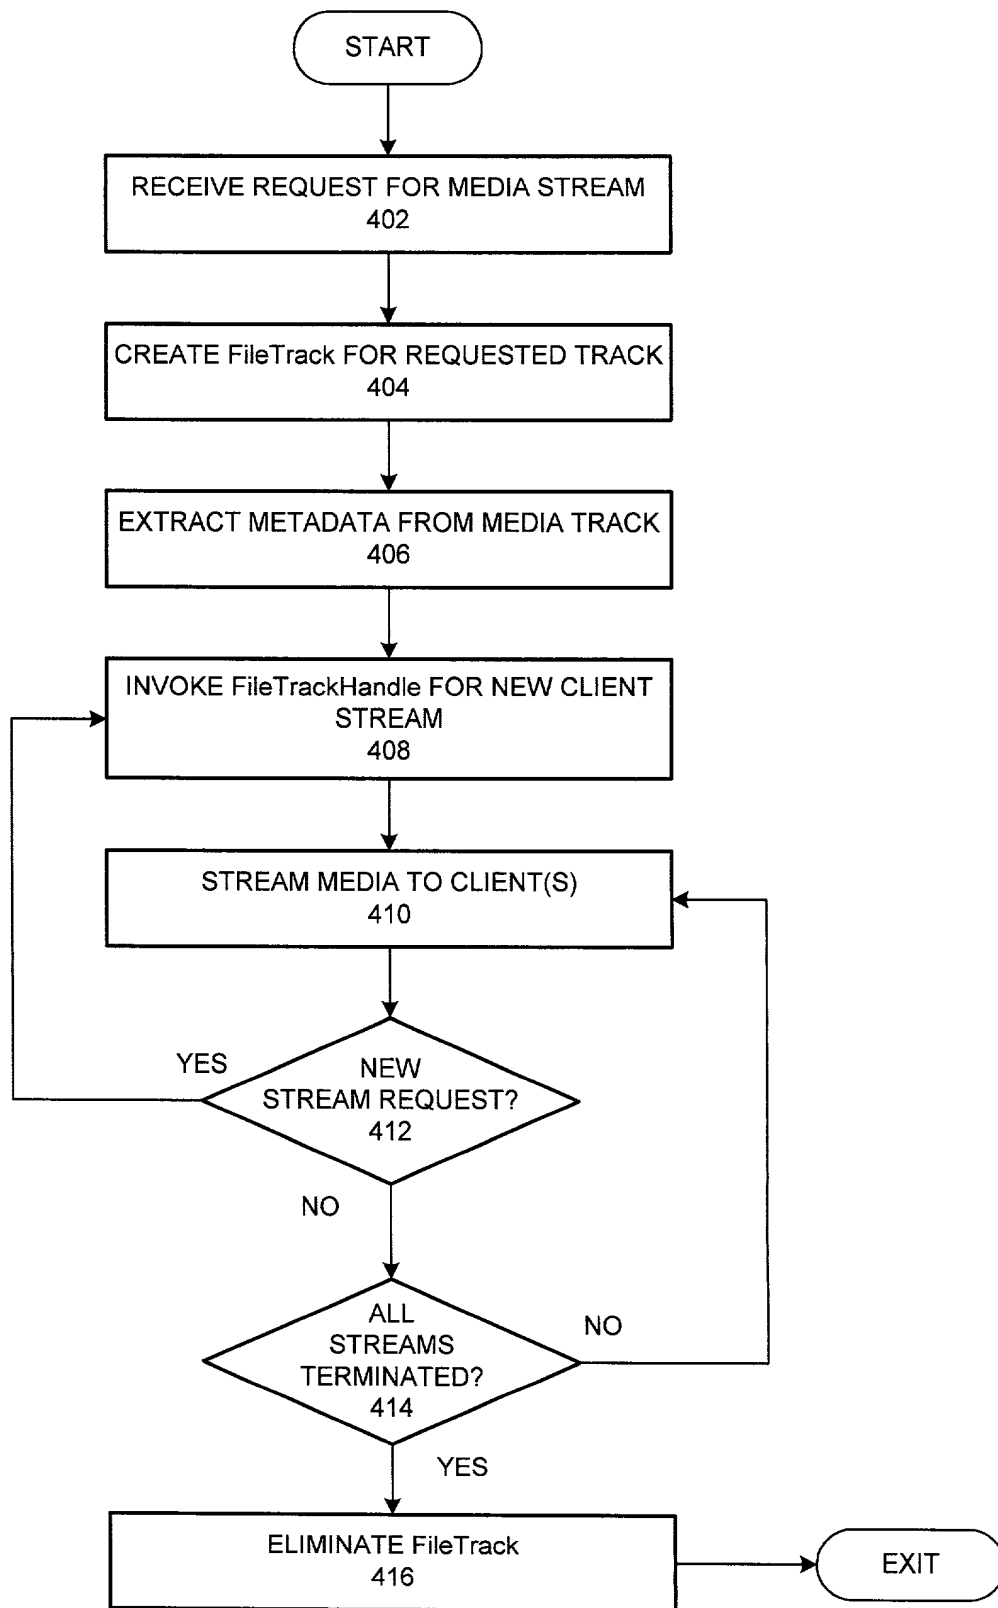 START
RECEIVE REQUEST FOR MEDIA STREAM
402
CREATE FileTrack FOR REQUESTED TRACK
404
EXTRACT METADATA FROM MEDIA TRACK
406
INVOKE FileTrackHandle FOR NEW CLIENT
STREAM
408
STREAM MEDIA TO CLIENT(S)
410
YES
NEW
STREAM REQUEST?
412
NO
ALL
STREAMS
TERMINATED?
414
NO
YES
ELIMINATE FileTrack
416
EXIT